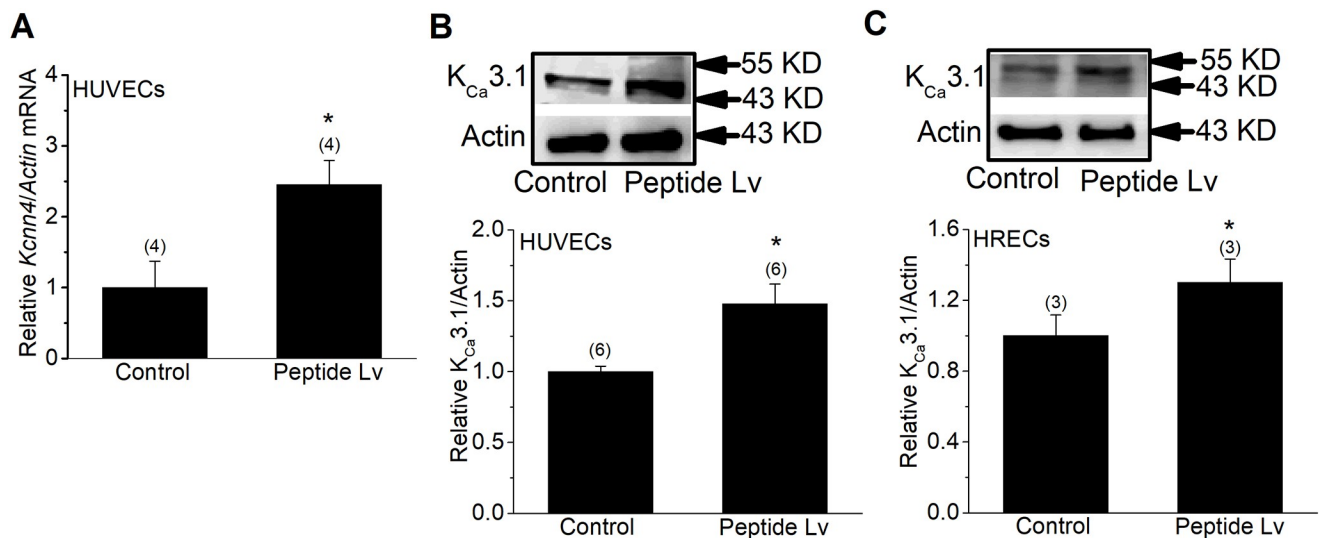 A
Relative Kcnn4/Actin mRNA
4
3
2
1
0
HUVECs
(4)
*
(4)
Control
Peptide Lv
B
KCa3.1
55 KD
43 KD
Actin
43 KD
Control
Peptide Lv
Relative KCa3.1/Actin
2.0
1.5
1.0
0.5
0.0
HUVECs
(6)
*
(6)
Control
Peptide Lv
C
KCa3.1
55 KD
43 KD
Actin
43 KD
Control
Peptide Lv
Relative KCa3.1/Actin
1.6
1.2
0.8
0.4
0.0
HRECs
(3)
*
(3)
Control
Peptide Lv